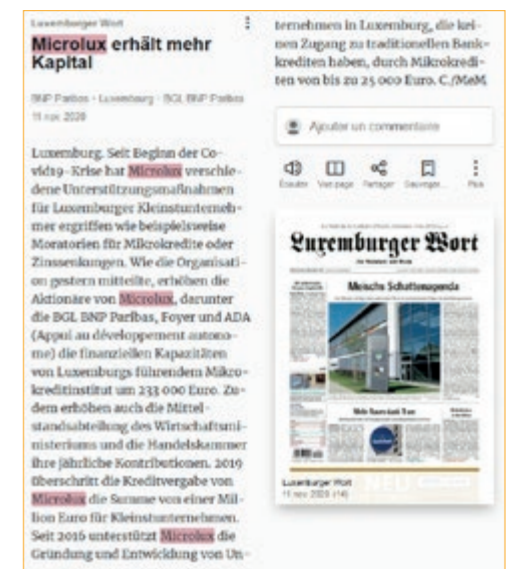 Luxemburger Wort
Microlux erhält mehr
Kapital
BNP Paribas - Luxembourg - BGL BNP Paribas
11 nov. 2020
Luxemburg. Seit Beginn der Co-
vid19-Krise hat Microlux verschie-
dene Unterstützungsmaßnahmen
für Luxemburger Kleinstunterneh-
mer ergriffen wie beispielsweise
Moratorien für Mikrokredite oder
Zinssenkungen. Wie die Organisati-
on gestern mitteilte, erhöhen die
Aktionäre von Microlux, darunter
die BGL BNP Paribas, Foyer und ADA
(Appui au développement autono-
me) die finanziellen Kapazitäten
von Luxemburgs führendem Mikro-
kreditinstitut um 233 000 Euro. Zu-
dem erhöhen auch die Mittel-
standsabteilung des Wirtschaftsmi-
nisteriums und die Handelskammer
ihre jährliche Kontributionen. 2019
überschritt die Kreditvergabe von
Microlux die Summe von einer Mil-
lion Euro für Kleinstunternehmen.
Seit 2016 unterstützt Microlux die
Gründung und Entwicklung von Un-
ternehmen in Luxemburg, die kei-
nen Zugang zu traditionellen Bank-
krediten haben, durch Mikrokredi-
ten von bis zu 25 000 Euro. C./MeM
Ajouter un commentaire
Écouter Voir page Partager Sauvegar... Plus
Luxemburger Wort
Meischs Schattenagenda
Luxemburger Wort
11 nov. 2020 (14)